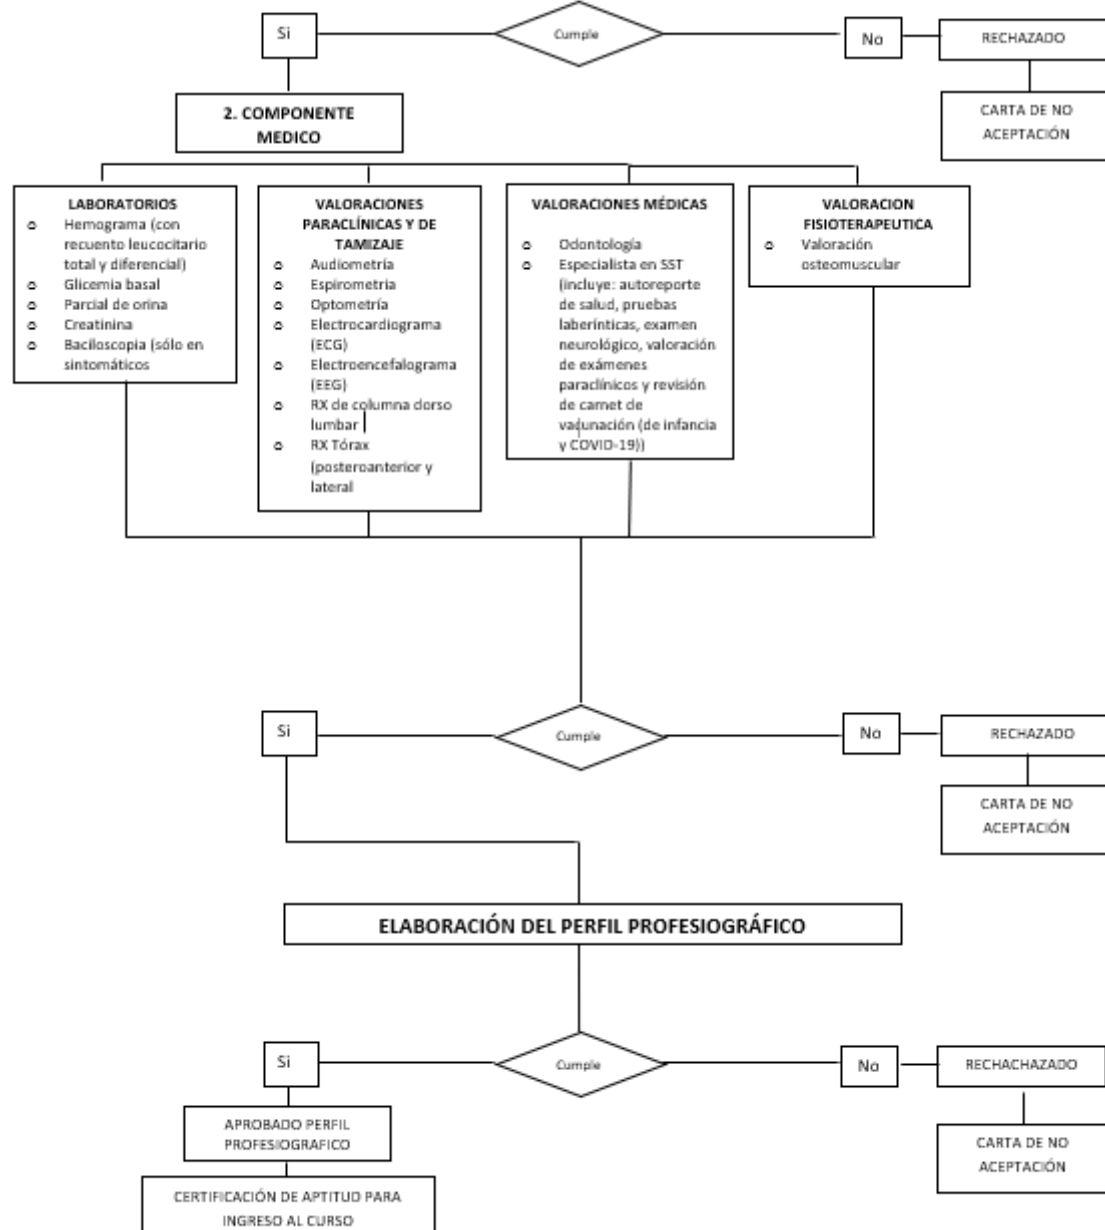 Si
Cumple
No
RECHAZADO
CARTA DE NO
ACEPTACIÓN
2. COMPONENTE
MEDICO
LABORATORIOS
o Hemograma (con
recuento leucocitario
total y diferencial)
o Glicemia basal
o Parcial de orina
o Creatinina
o Baciloscopia (sólo en
sintomáticos
VALORACIONES
PARACLÍNICAS Y DE
TAMIZAJE
o Audiometría
o Espirometria
o Optometría
o Electrocardiograma
(ECG)
o Electroencefalograma
(EEG)
o RX de columna dorso
lumbar
o RX Tórax
(posteroanterior y
lateral
VALORACIONES MÉDICAS
o Odontología
o Especialista en SST
(incluye: autoreporte
de salud, pruebas
laberínticas, examen
neurológico, valoración
de exámenes
paraclínicos y revisión
de carnet de
vacunación (de infancia
y COVID-19))
VALORACION
FISIOTERAPEUTICA
o Valoración
osteomuscular
Si
Cumple
No
RECHAZADO
CARTA DE NO
ACEPTACIÓN
ELABORACIÓN DEL PERFIL PROFESIOGRÁFICO
Si
Cumple
No
RECHACHAZADO
CARTA DE NO
ACEPTACIÓN
APROBADO PERFIL
PROFESIOGRAFICO
CERTIFICACIÓN DE APTITUD PARA
INGRESO AL CURSO